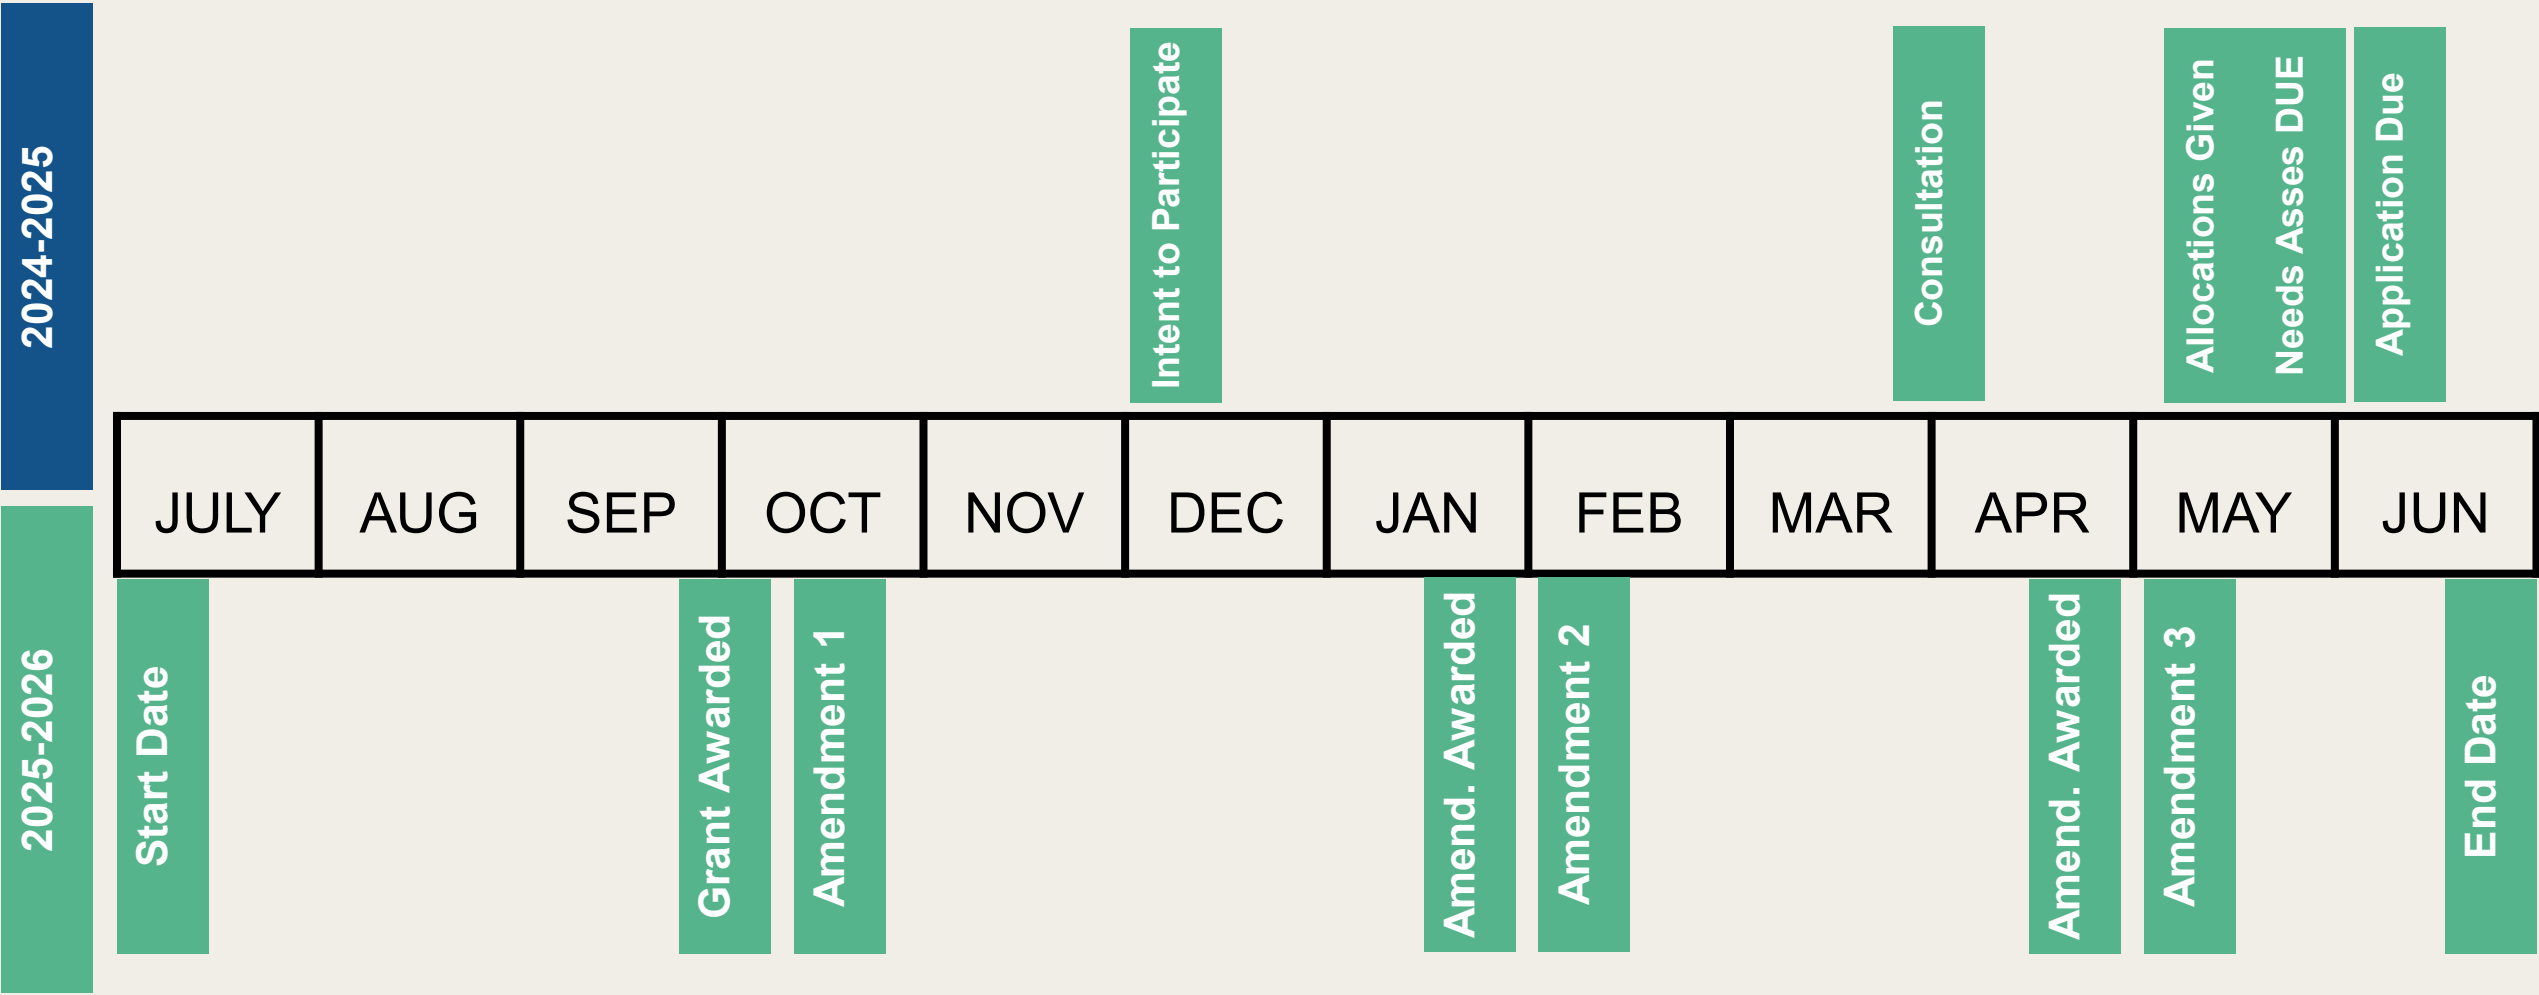 2024-2025
Intent to Participate
Consultation
Allocations Given
Needs Asses DUE
Application Due
JULY
AUG
SEP
OCT
NOV
DEC
JAN
FEB
MAR
APR
MAY
JUN
2025-2026
Start Date
Grant Awarded
Amendment 1
Amend. Awarded
Amendment 2
Amend. Awarded
Amendment 3
End Date